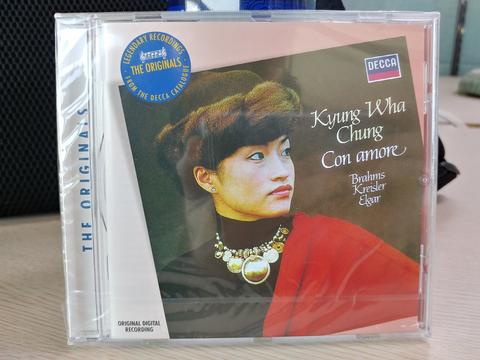 LEGENDARY RECORDINGS
THE ORIGINALS
FROM THE DECCA CATALOGUE
DECCA
Kyung Wha
Chung
Con amore
Brahms
Kreisler
Elgar
THE ORIGINALS
ORIGINAL DIGITAL
RECORDING